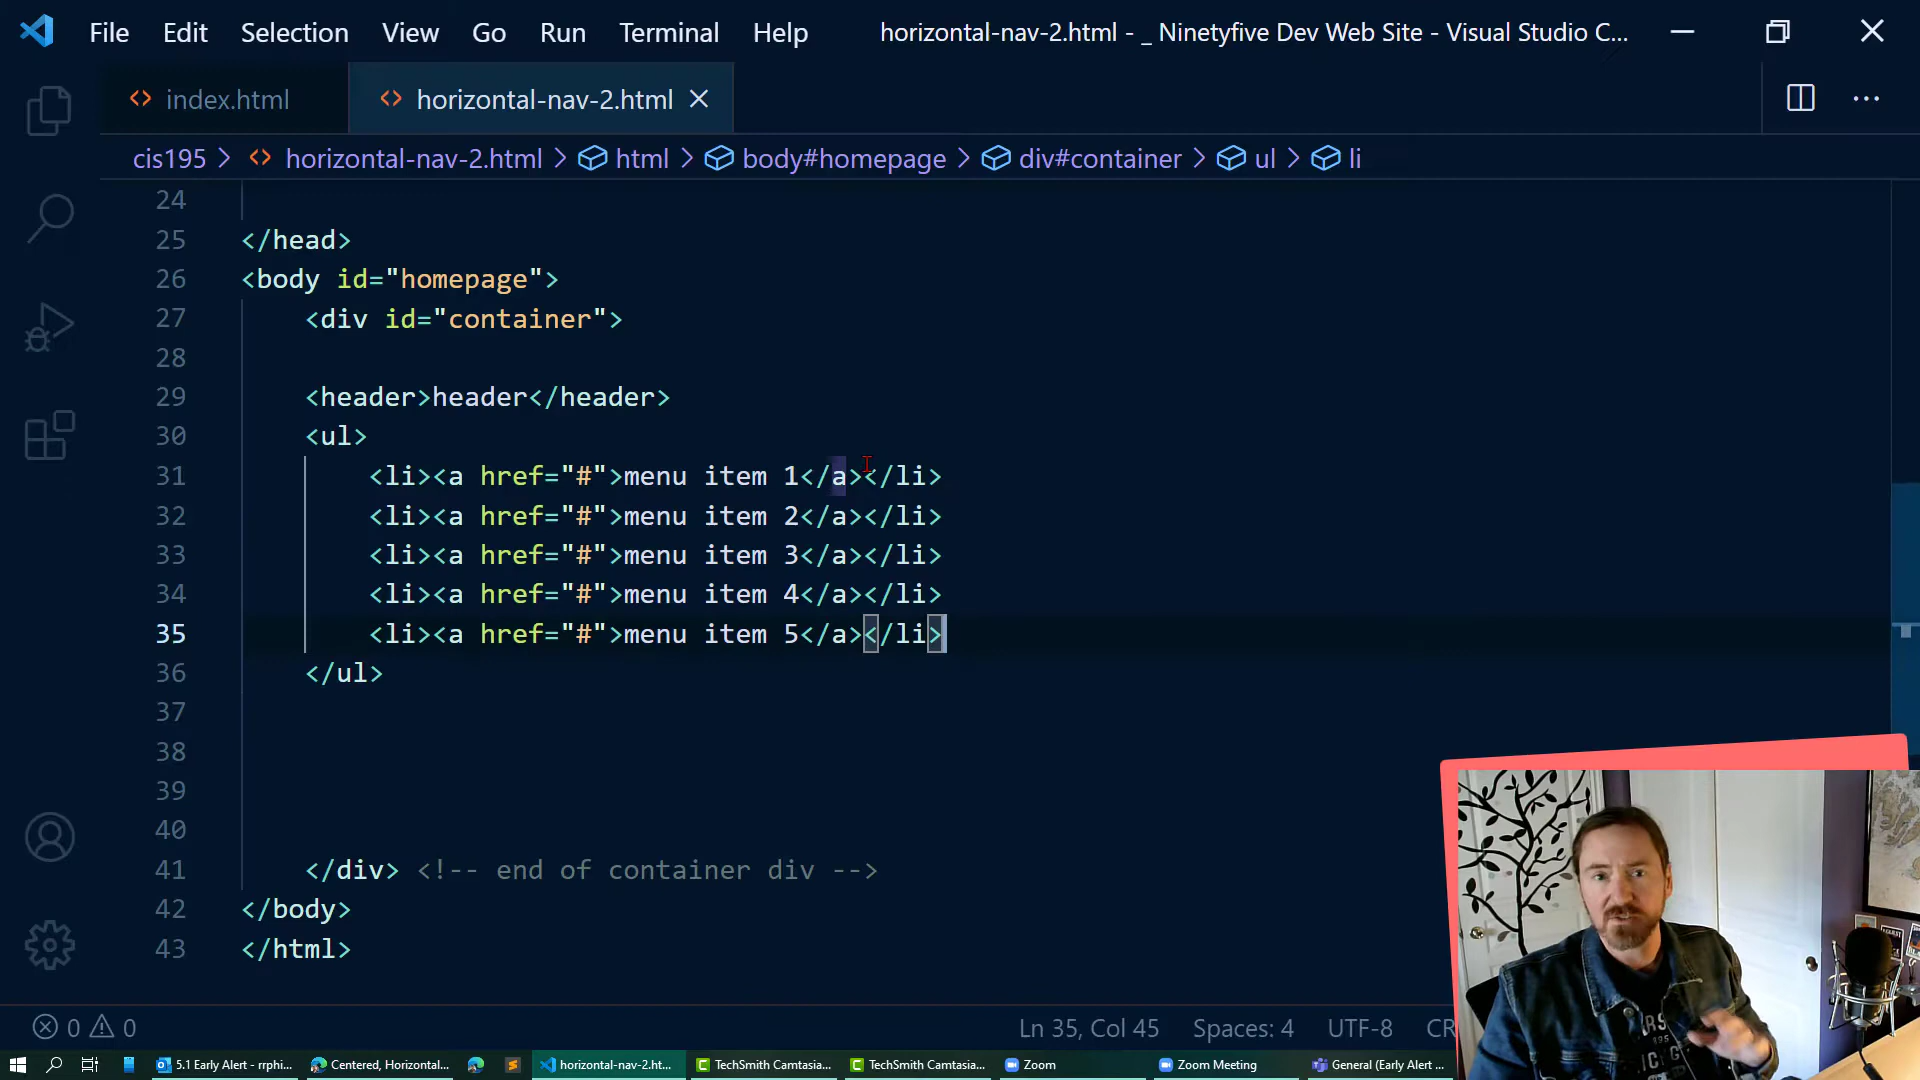 File Edit Selection View Go Run Terminal Help horizontal-nav-2.html - _ Ninetyfive Dev Web Site - Visual Studio C...
index.html horizontal-nav-2.html
cis195 > horizontal-nav-2.html > html > body#homepage > div#container > ul > li
24
25 </head>
26 <body id="homepage">
27 <div id="container">
28
29 <header>header</header>
30 <ul>
31 <li><a href="#">menu item 1</a></li>
32 <li><a href="#">menu item 2</a></li>
33 <li><a href="#">menu item 3</a></li>
34 <li><a href="#">menu item 4</a></li>
35 <li><a href="#">menu item 5</a></li>
36 </ul>
37
38
39
40
41 </div> <!-- end of container div -->
42 </body>
43 </html>
0 0 Ln 35, Col 45 Spaces: 4 UTF-8 CR
5.1 Early Alert - rrphi... Centered, Horizontal... horizontal-nav-2.ht... TechSmith Camtasia... TechSmith Camtasia... Zoom Zoom Meeting General (Early Alert ...